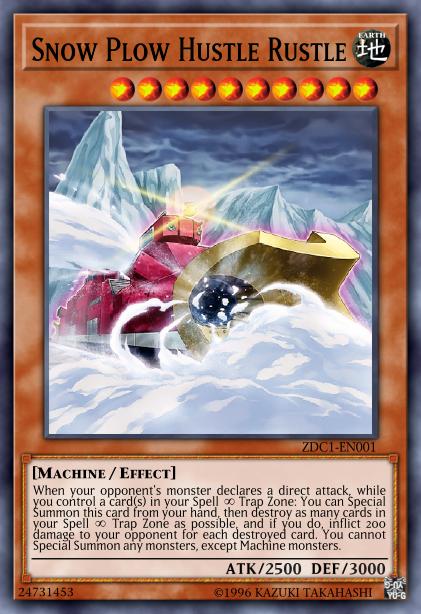 SNOW PLOW HUSTLE RUSTLE
EARTH
地
ZDC1-EN001
[MACHINE / EFFECT]
When your opponent's monster declares a direct attack, while
you control a card(s) in your Spell ∞ Trap Zone: You can Special
Summon this card from your hand, then destroy as many cards in
your Spell ∞ Trap Zone as possible, and if you do, inflict 200
damage to your opponent for each destroyed card. You cannot
Special Summon any monsters, except Machine monsters.
ATK/2500 DEF/3000
24731453
©1996 KAZUKI TAKAHASHI